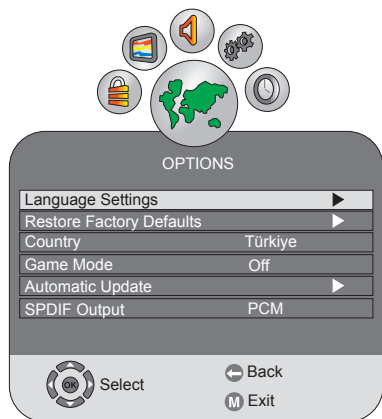 OPTIONS
Language Settings
Restore Factory Defaults
Country Türkiye
Game Mode Off
Automatic Update
SPDIF Output PCM
OK Select
Back
M Exit